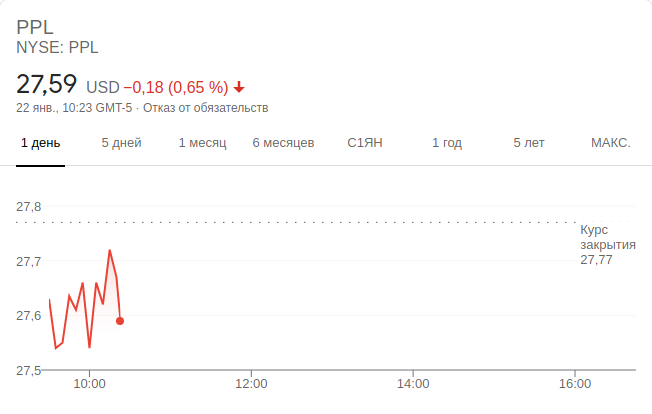 PPL
NYSE: PPL
27,59 USD −0,18 (0,65 %)
22 янв., 10:23 GMT-5 · Отказ от обязательств
1 день 5 дней 1 месяц 6 месяцев С1ЯН 1 год 5 лет МАКС.
27,8
Курс
закрытия
27,77
27,7
27,6
27,5
10:00 12:00 14:00 16:00